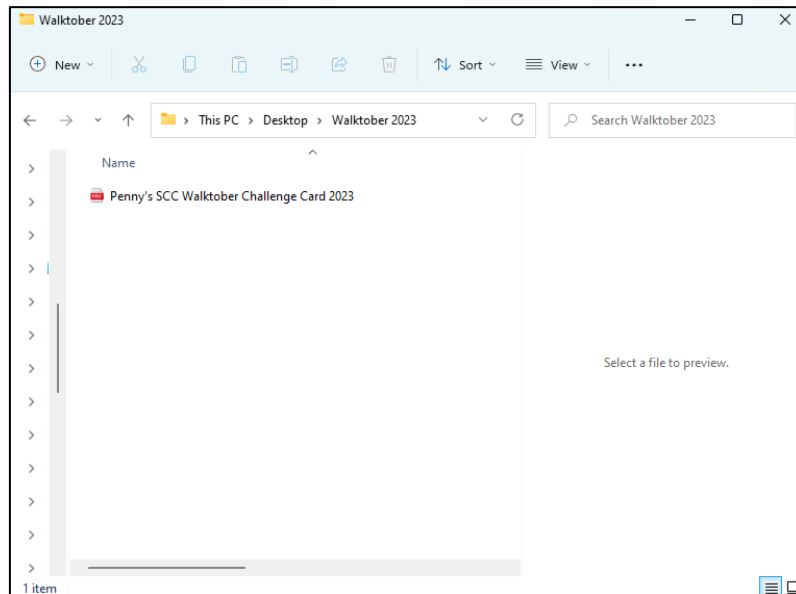 Walktober 2023
New
Sort
View
This PC > Desktop > Walktober 2023
Search Walktober 2023
Name
PDF Penny's SCC Walktober Challenge Card 2023
Select a file to preview.
1 item